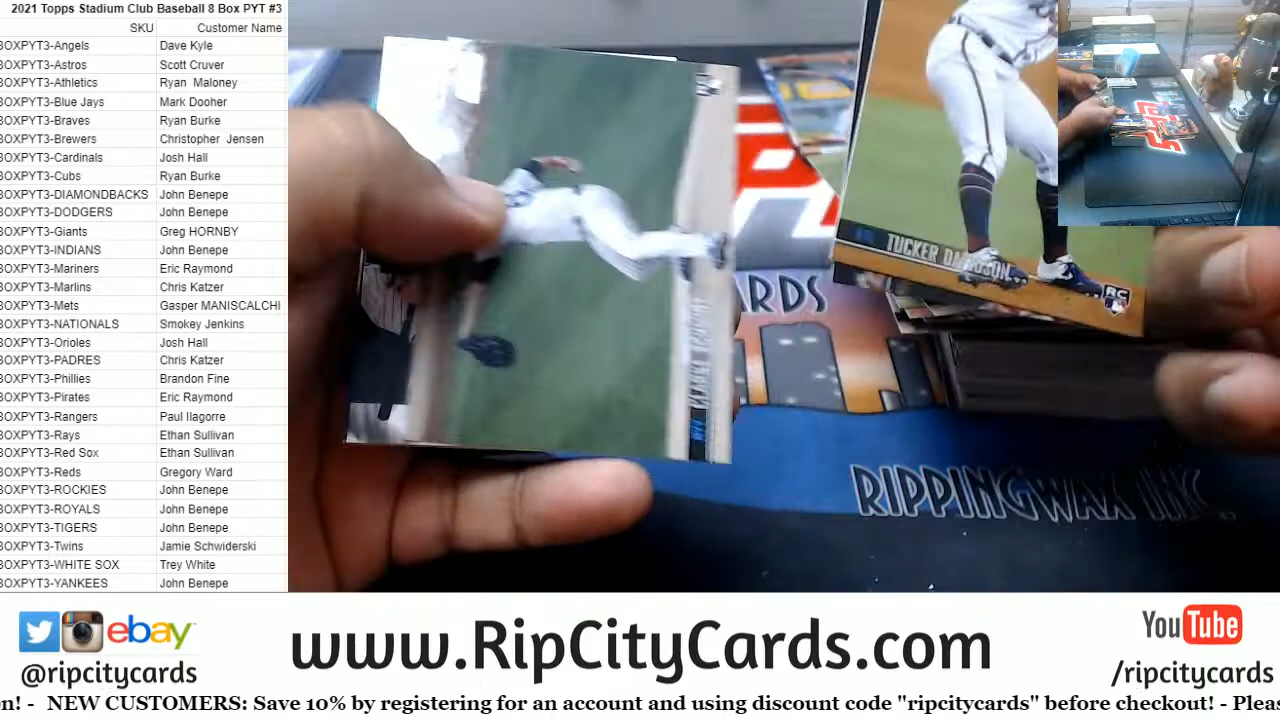 2021 Topps Stadium Club Baseball 8 Box PYT #3
SKU Customer Name
BOXPYT3-Angels Dave Kyle
BOXPYT3-Astros Scott Cruver
BOXPYT3-Athletics Ryan Maloney
BOXPYT3-Blue Jays Mark Dooher
BOXPYT3-Braves Ryan Burke
BOXPYT3-Brewers Christopher Jensen
BOXPYT3-Cardinals Josh Hall
BOXPYT3-Cubs Ryan Burke
BOXPYT3-DIAMONDBACKS John Benepe
BOXPYT3-DODGERS John Benepe
BOXPYT3-Giants Greg HORNBY
BOXPYT3-INDIANS John Benepe
BOXPYT3-Mariners Eric Raymond
BOXPYT3-Marlins Chris Katzer
BOXPYT3-Mets Gasper MANISCALCHI
BOXPYT3-NATIONALS Smokey Jenkins
BOXPYT3-Orioles Josh Hall
BOXPYT3-PADRES Chris Katzer
BOXPYT3-Phillies Brandon Fine
BOXPYT3-Pirates Eric Raymond
BOXPYT3-Rangers Paul Ilagorre
BOXPYT3-Rays Ethan Sullivan
BOXPYT3-Red Sox Ethan Sullivan
BOXPYT3-Reds Gregory Ward
BOXPYT3-ROCKIES John Benepe
BOXPYT3-ROYALS John Benepe
BOXPYT3-TIGERS John Benepe
BOXPYT3-Twins Jamie Schwiderski
BOXPYT3-WHITE SOX Trey White
BOXPYT3-YANKEES John Benepe
TUCKER DAVIDSON
RC
ARDS
RIPPINGWAX INC.
ebay
@ripcitycards
www.RipCityCards.com
YouTube
/ripcitycards
on! - NEW CUSTOMERS: Save 10% by registering for an account and using discount code "ripcitycards" before checkout! - Pleas